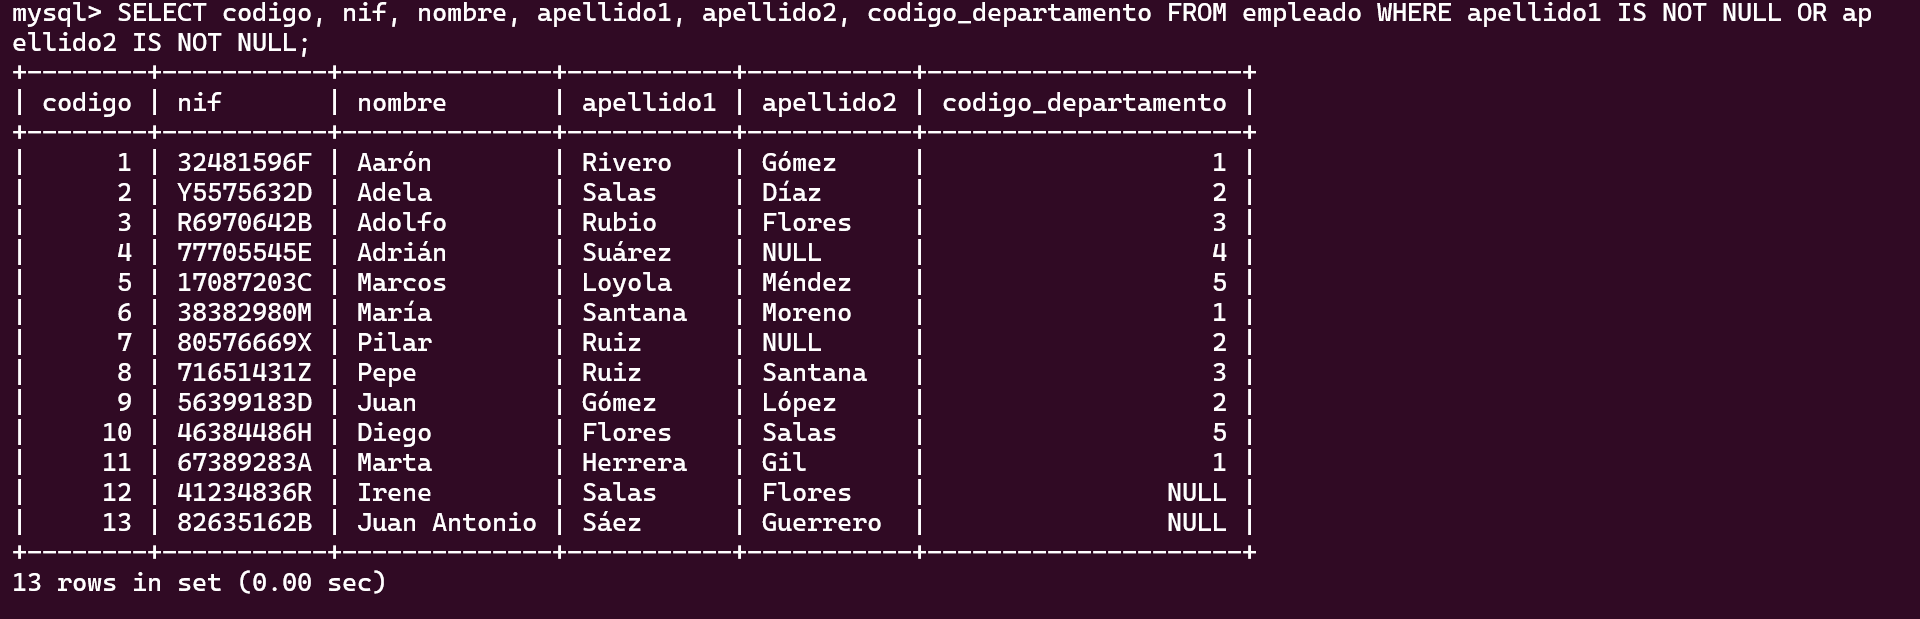 mysql> SELECT codigo, nif, nombre, apellido1, apellido2, codigo_departamento FROM empleado WHERE apellido1 IS NOT NULL OR ap
ellido2 IS NOT NULL;
+--------+-----------+--------------+-----------+-----------+---------------------+
| codigo | nif       | nombre       | apellido1 | apellido2 | codigo_departamento |
+--------+-----------+--------------+-----------+-----------+---------------------+
|      1 | 32481596F | Aarón        | Rivero    | Gómez     |                   1 |
|      2 | Y5575632D | Adela        | Salas     | Díaz      |                   2 |
|      3 | R6970642B | Adolfo       | Rubio     | Flores    |                   3 |
|      4 | 77705545E | Adrián       | Suárez    | NULL      |                   4 |
|      5 | 17087203C | Marcos       | Loyola    | Méndez    |                   5 |
|      6 | 38382980M | María        | Santana   | Moreno    |                   1 |
|      7 | 80576669X | Pilar        | Ruiz      | NULL      |                   2 |
|      8 | 71651431Z | Pepe         | Ruiz      | Santana   |                   3 |
|      9 | 56399183D | Juan         | Gómez     | López     |                   2 |
|     10 | 46384486H | Diego        | Flores    | Salas     |                   5 |
|     11 | 67389283A | Marta        | Herrera   | Gil       |                   1 |
|     12 | 41234836R | Irene        | Salas     | Flores    |                NULL |
|     13 | 82635162B | Juan Antonio | Sáez      | Guerrero  |                NULL |
+--------+-----------+--------------+-----------+-----------+---------------------+
13 rows in set (0.00 sec)